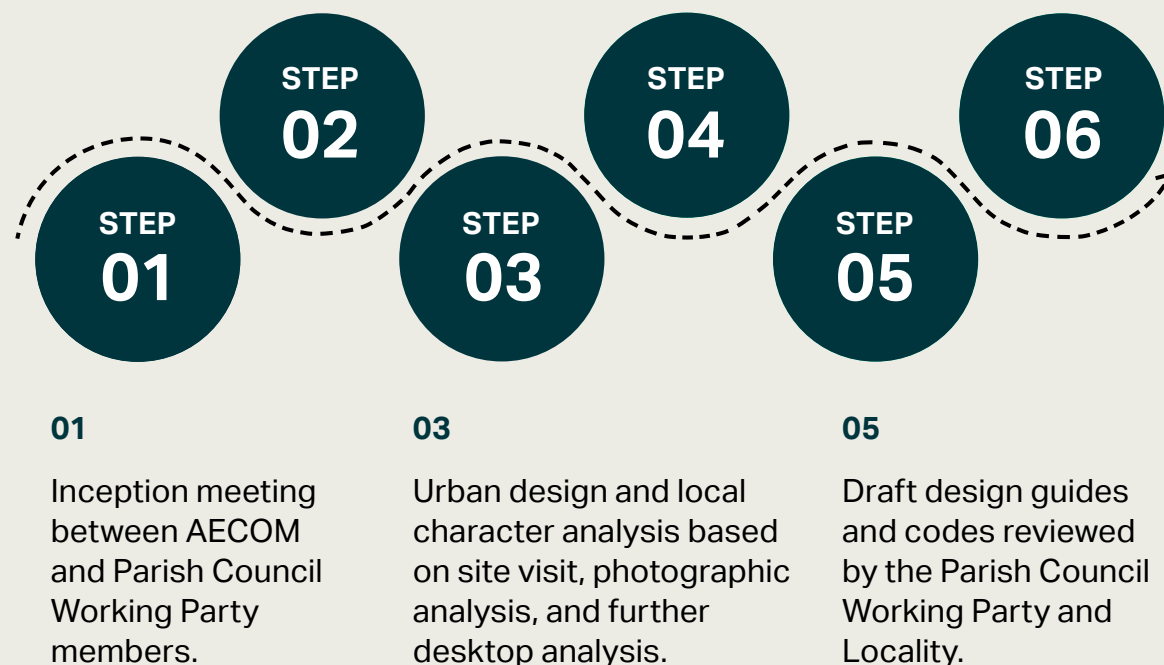 STEP
02
STEP
04
STEP
06
STEP
01
STEP
03
STEP
05
01
Inception meeting
between AECOM
and Parish Council
Working Party
members.
03
Urban design and local
character analysis based
on site visit, photographic
analysis, and further
desktop analysis.
05
Draft design guides
and codes reviewed
by the Parish Council
Working Party and
Locality.